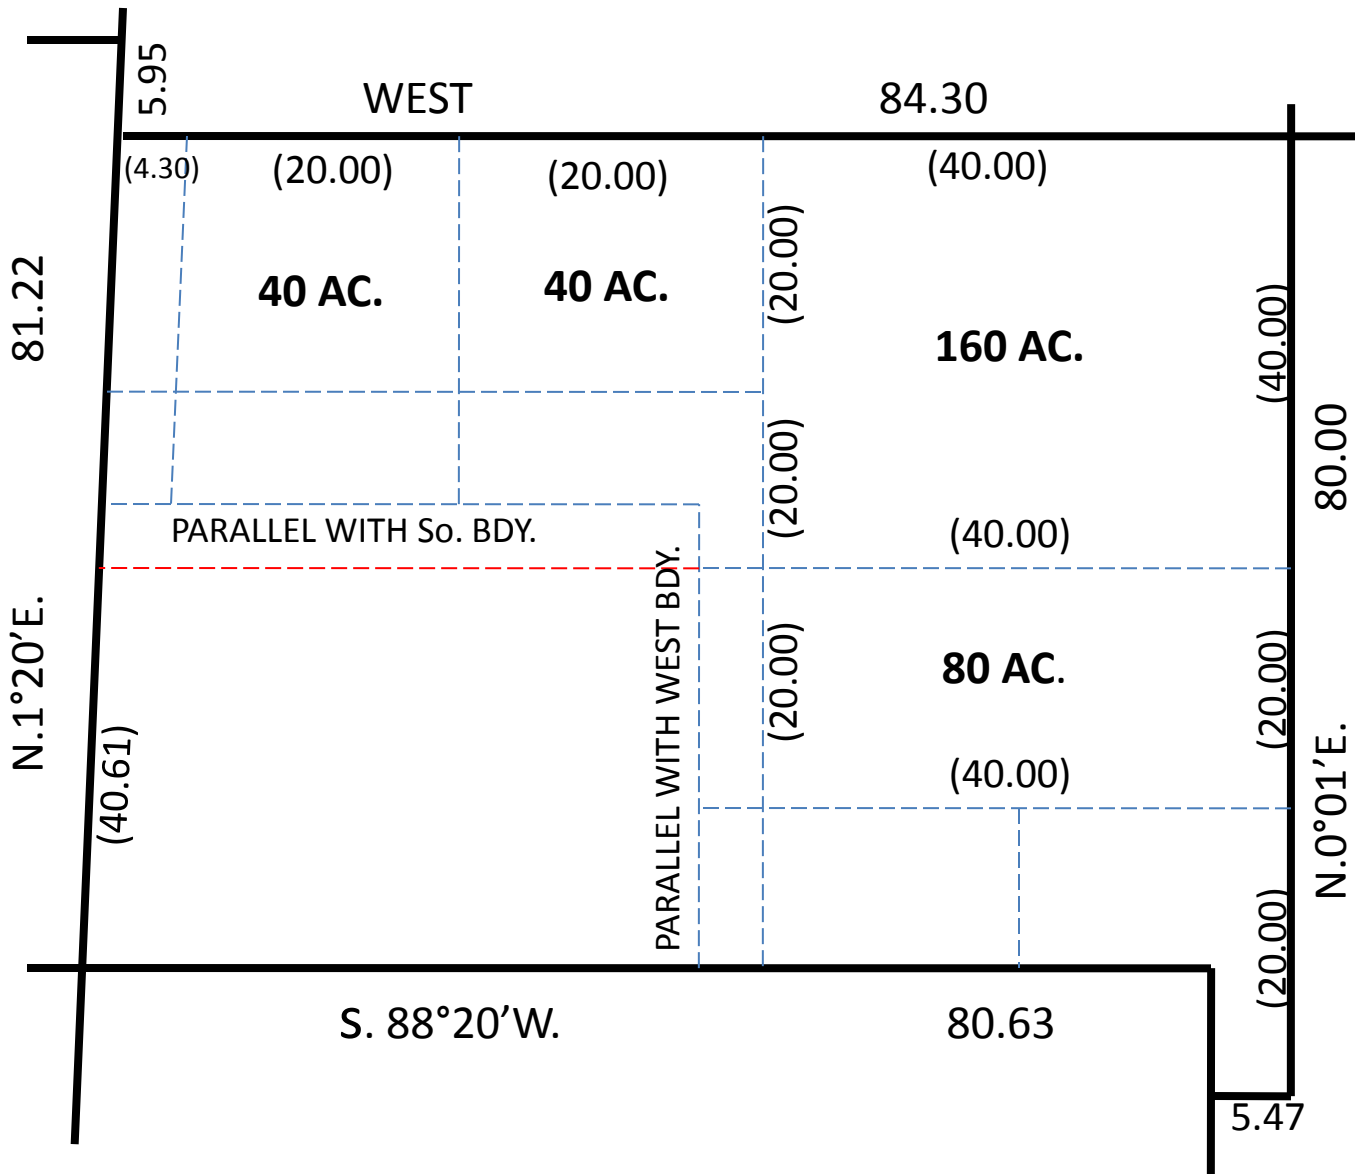 5.95
WEST
84.30
(4.30)
(20.00)
(20.00)
(40.00)
(20.00)
40 AC.
40 AC.
160 AC.
81.22
(40.00)
80.00
(20.00)
PARALLEL WITH So. BDY.
(40.00)
PARALLEL WITH WEST BDY.
N.1°20’E.
(20.00)
80 AC.
(20.00)
(40.61)
(40.00)
N.0°01’E.
(20.00)
S. 88°20’W.
80.63
5.47